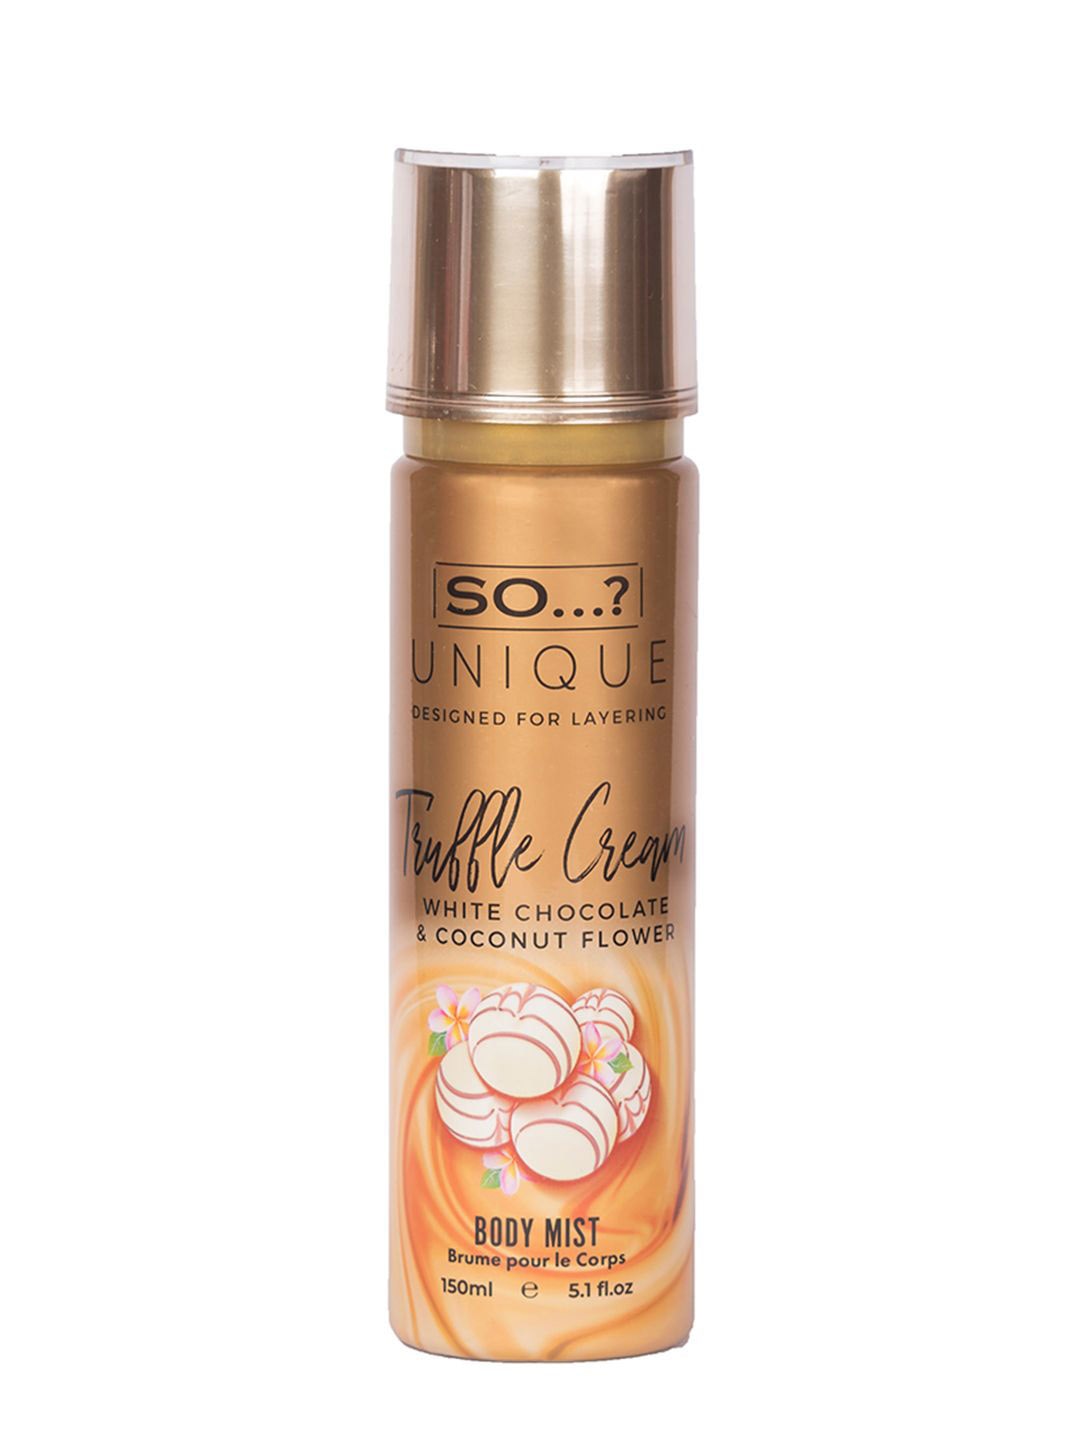 SO...?
UNIQUE
DESIGNED FOR LAYERING
Truffle Cream
WHITE CHOCOLATE
& COCONUT FLOWER
BODY MIST
Brume pour le Corps
150ml ℮ 5.1 fl.oz